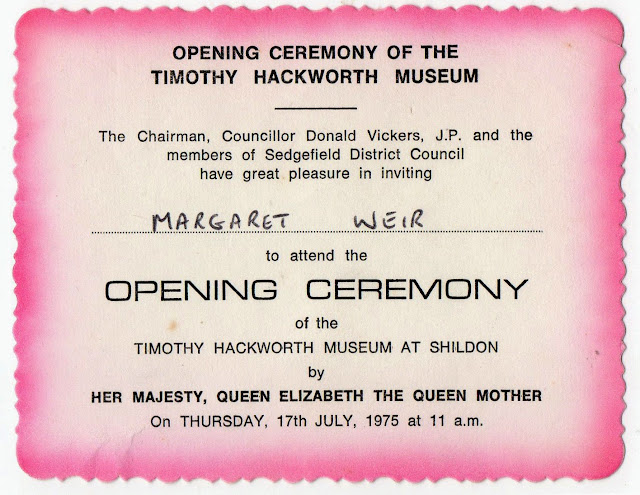 OPENING CEREMONY OF THE
TIMOTHY HACKWORTH MUSEUM
The Chairman, Councillor Donald Vickers, J.P. and the
members of Sedgefield District Council
have great pleasure in inviting
MARGARET WEIR
to attend the
OPENING CEREMONY
of the
TIMOTHY HACKWORTH MUSEUM AT SHILDON
by
HER MAJESTY, QUEEN ELIZABETH THE QUEEN MOTHER
On THURSDAY, 17th JULY, 1975 at 11 a.m.